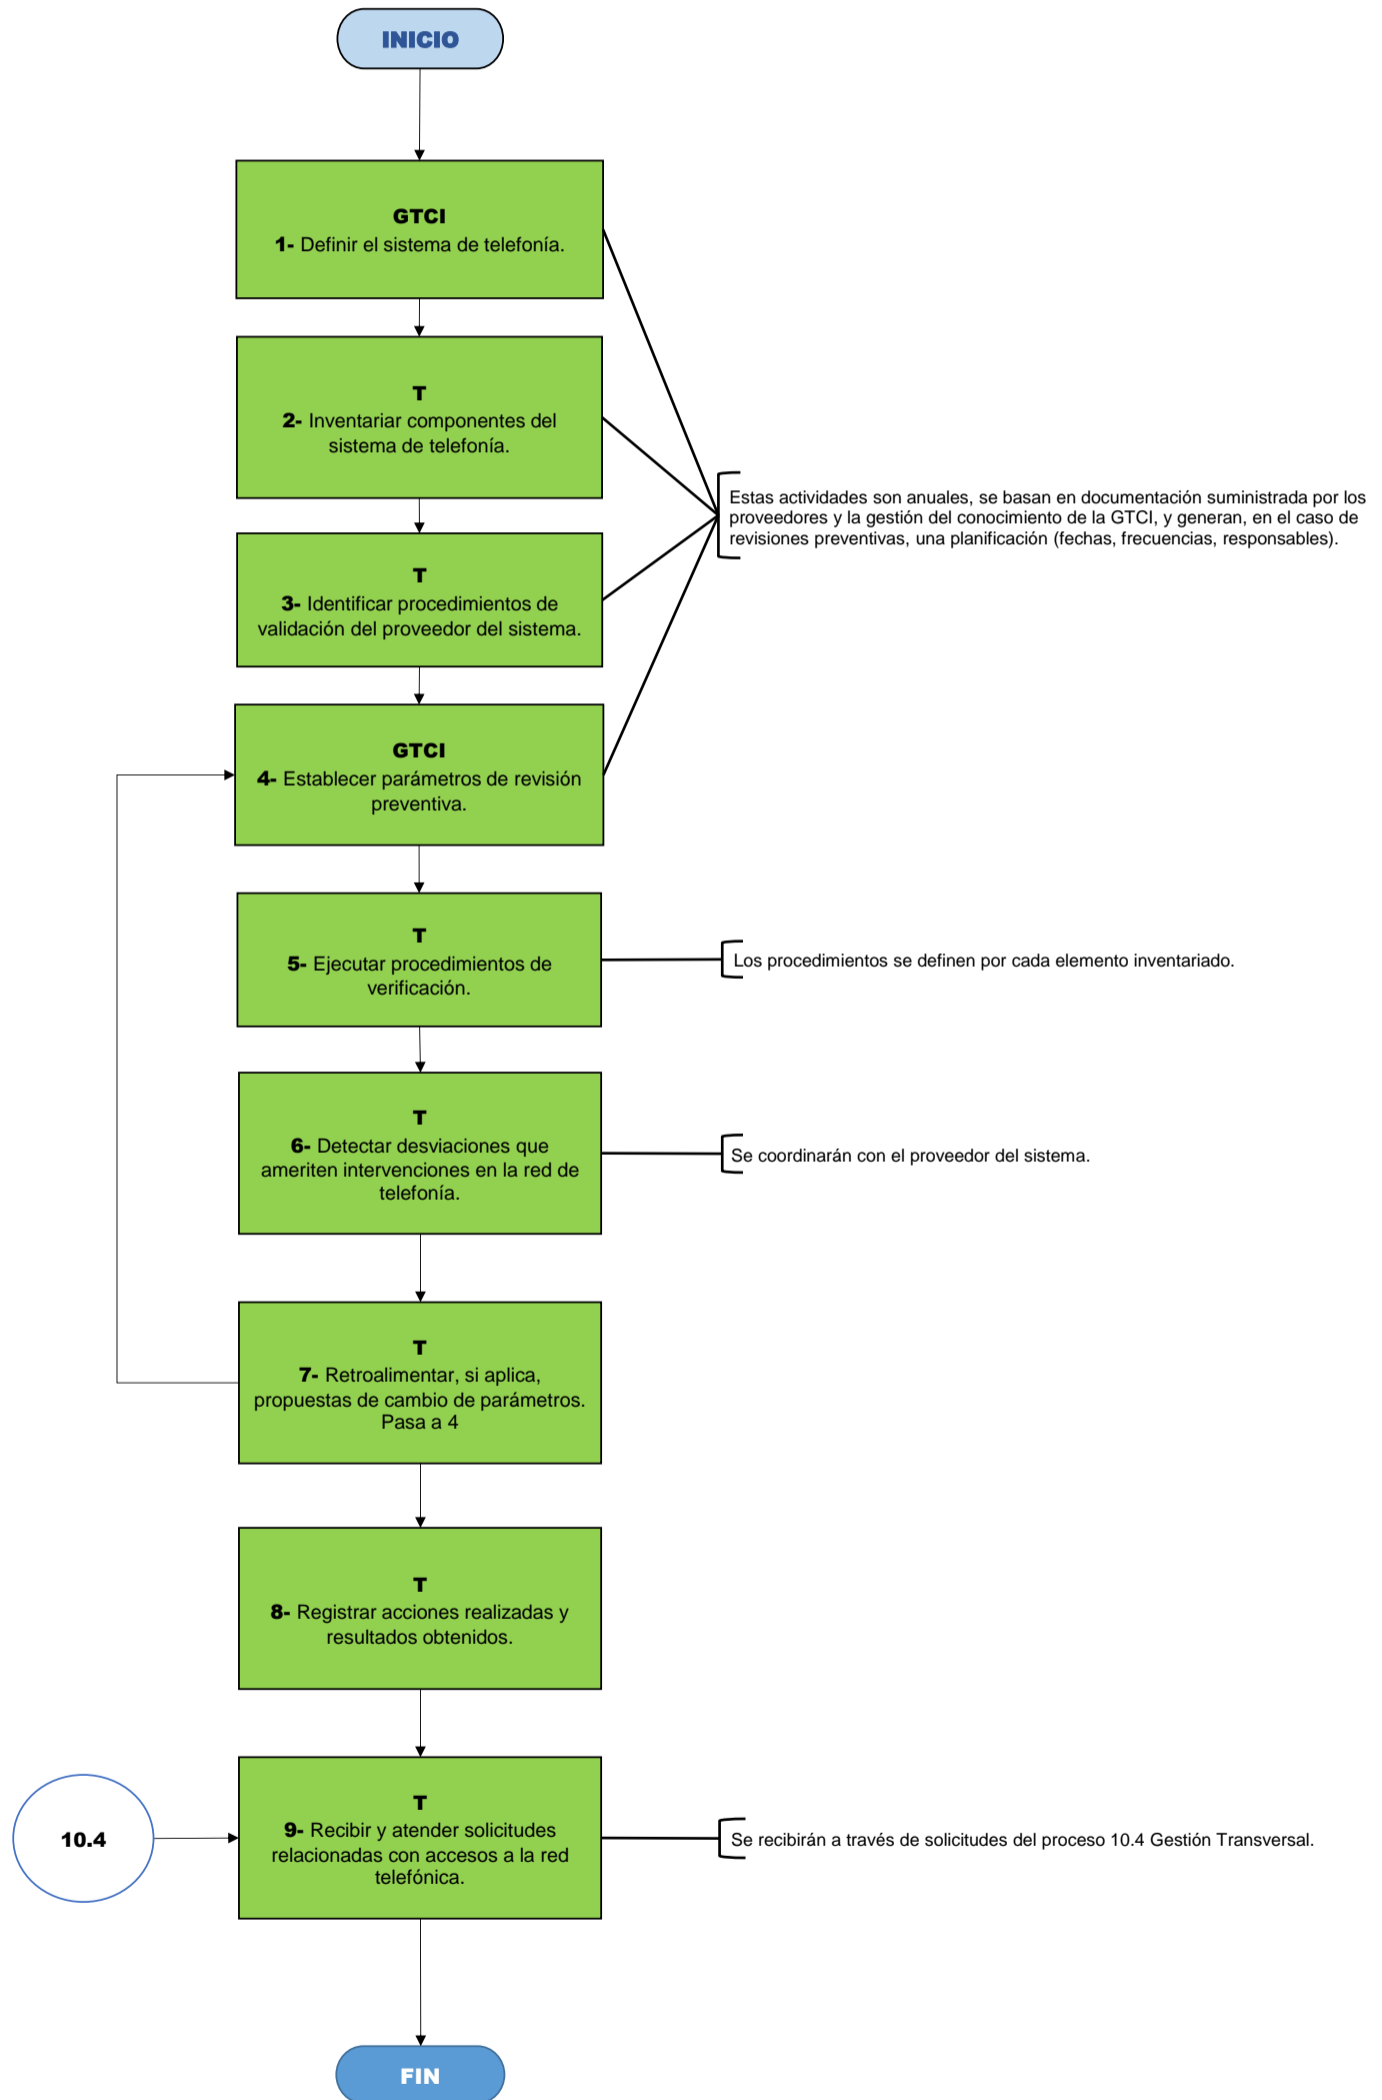 INICIO
GTCI
1- Definir el sistema de telefonía.
T
2- Inventariar componentes del
sistema de telefonía.
Estas actividades son anuales, se basan en documentación suministrada por los
proveedores y la gestión del conocimiento de la GTCI, y generan, en el caso de
revisiones preventivas, una planificación (fechas, frecuencias, responsables).
T
3- Identificar procedimientos de
validación del proveedor del sistema.
GTCI
4- Establecer parámetros de revisión
preventiva.
T
5- Ejecutar procedimientos de
verificación.
Los procedimientos se definen por cada elemento inventariado.
T
6- Detectar desviaciones que
ameriten intervenciones en la red de
telefonía.
Se coordinarán con el proveedor del sistema.
T
7- Retroalimentar, si aplica,
propuestas de cambio de parámetros.
Pasa a 4
T
8- Registrar acciones realizadas y
resultados obtenidos.
10.4
T
9- Recibir y atender solicitudes
relacionadas con accesos a la red
telefónica.
Se recibirán a través de solicitudes del proceso 10.4 Gestión Transversal.
FIN